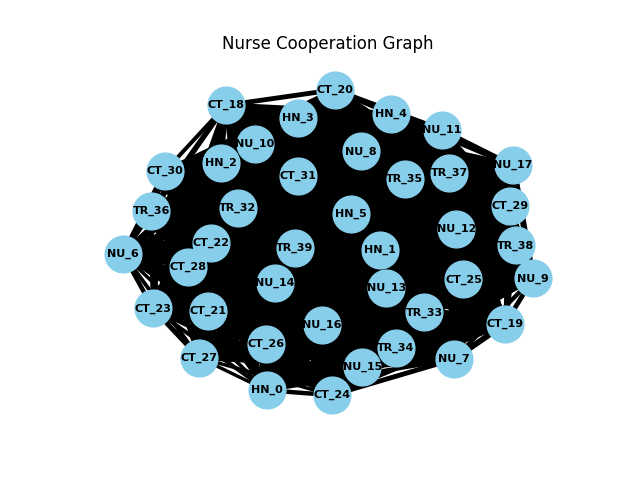 Nurse Cooperation Graph
CT_20
CT_18
HN_4
HN_3
NU_11
NU_10
NU_8
HN_2
NU_17
CT_30
TR_37
CT_31
TR_35
CT_29
TR_32
TR_36
HN_5
NU_12
CT_22
TR_38
TR_39
HN_1
NU_6
CT_28
NU_9
CT_25
NU_14
NU_13
CT_23
CT_21
TR_33
CT_19
NU_16
CT_26
TR_34
CT_27
NU_7
NU_15
HN_0
CT_24